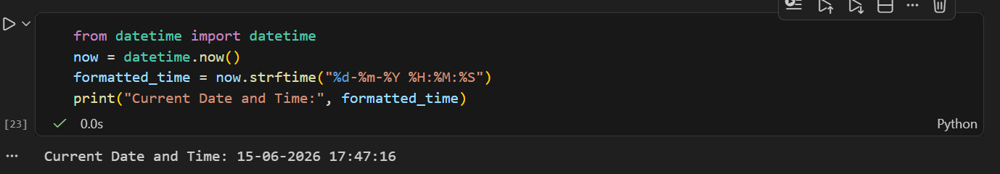 from datetime import datetime
now = datetime.now()
formatted_time = now.strftime("%d-%m-%Y %H:%M:%S")
print("Current Date and Time:", formatted_time)
[23]
0.0s
Python
Current Date and Time: 15-06-2026 17:47:16